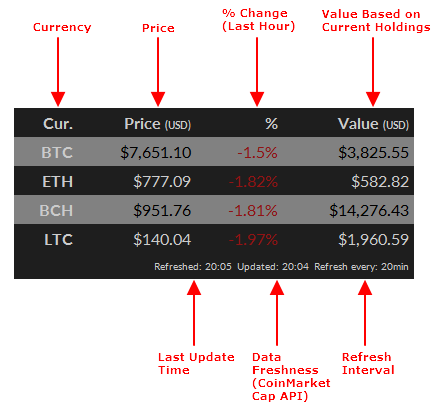 Currency
Price
% Change
(Last Hour)
Value Based on
Current Holdings
Cur. Price (USD) % Value (USD)
BTC $7,651.10 -1.5% $3,825.55
ETH $777.09 -1.82% $582.82
BCH $951.76 -1.81% $14,276.43
LTC $140.04 -1.97% $1,960.59
Refreshed: 20:05 Updated: 20:04 Refresh every: 20min
Last Update
Time
Data
Freshness
(CoinMarket
Cap API)
Refresh
Interval